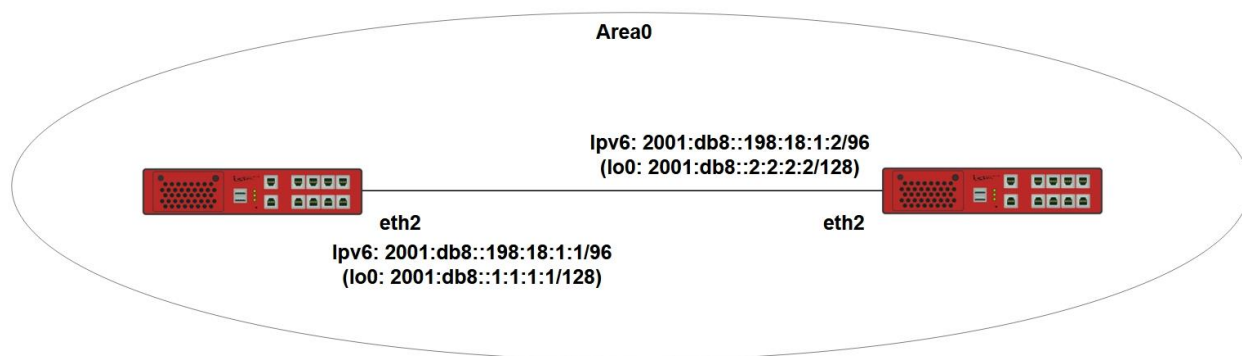 Area0
Ipv6: 2001:db8::198:18:1:2/96
(lo0: 2001:db8::2:2:2:2/128)
eth2
eth2
Ipv6: 2001:db8::198:18:1:1/96
(lo0: 2001:db8::1:1:1:1/128)